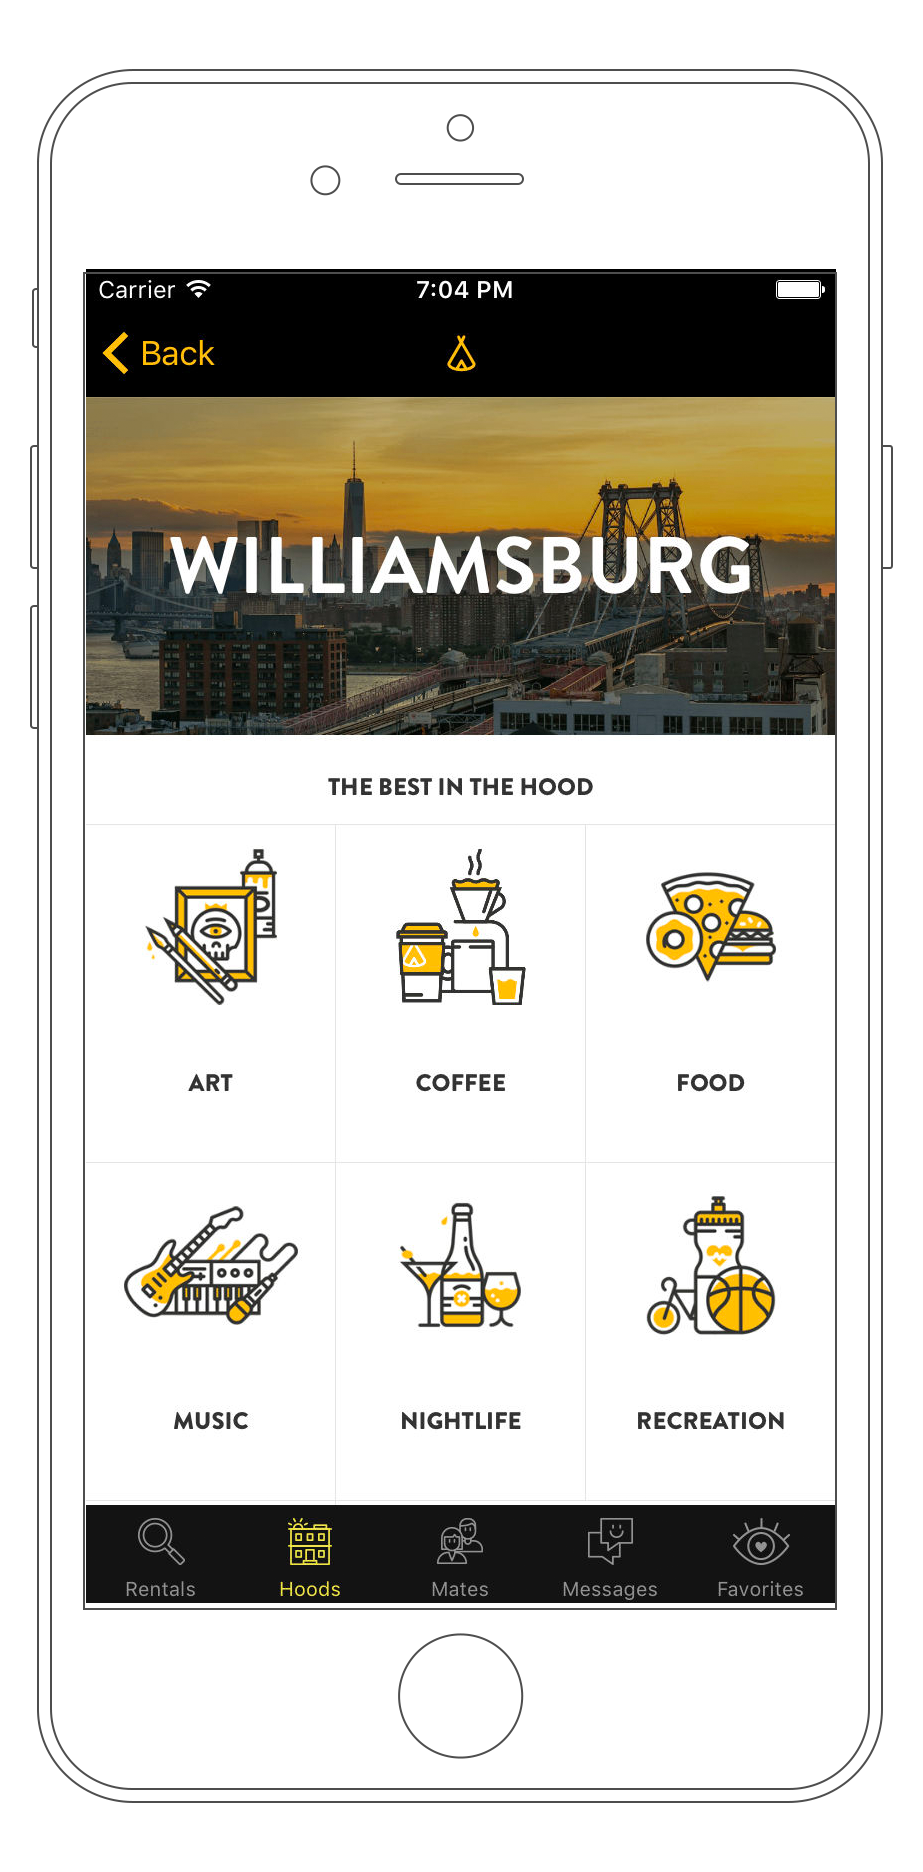 Carrier 7:04 PM
Back
WILLIAMSBURG
THE BEST IN THE HOOD
ART COFFEE FOOD
MUSIC NIGHTLIFE RECREATION
Rentals Hoods Mates Messages Favorites